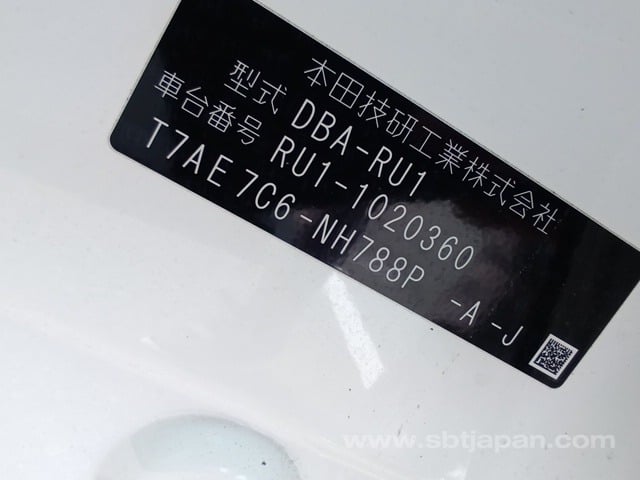 本田技研工業株式会社
型式 DBA-RU1
車台番号 RU1-1020360
T7AE 7C6-NH788P -A -J
www.sbtjapan.com